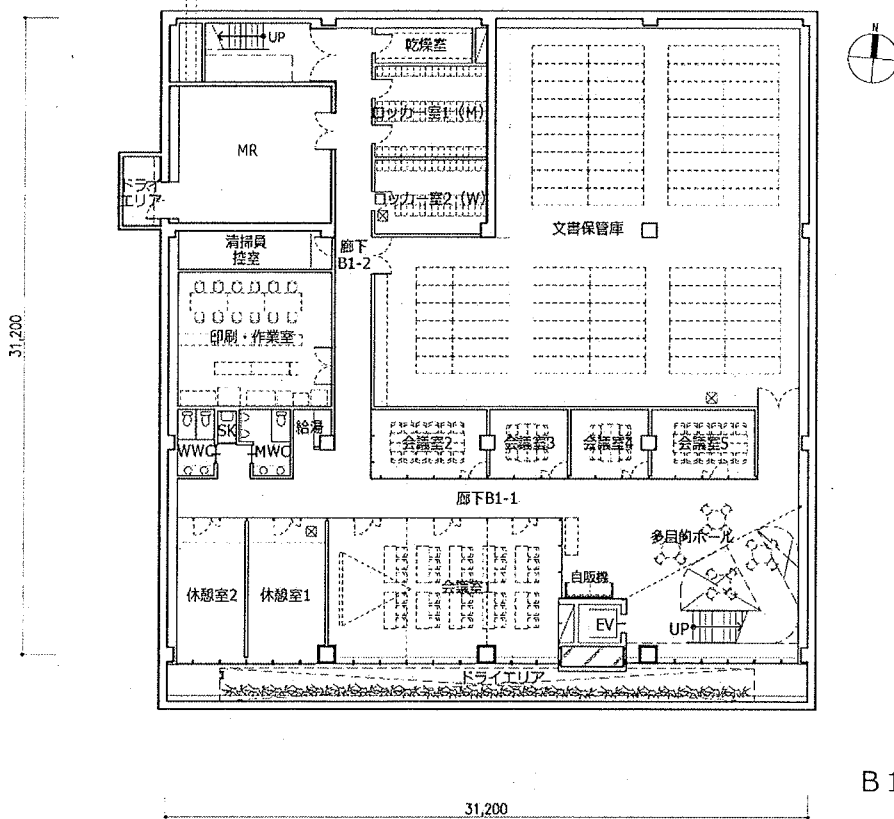 UP
乾燥室
N
ロッカー室1 (M)
MR
ドライ
エリア
ロッカー室2 (W)
文書保管庫
清掃員
控室
廊下
B1-2
印刷・作業室
31,200
SK
給湯
WWC
MWC
会議室2
会議室3
会議室4
会議室5
廊下B1-1
多目的ホール
自販機
休憩室2
休憩室1
会議室1
EV
UP
ドライエリア
B1
31,200